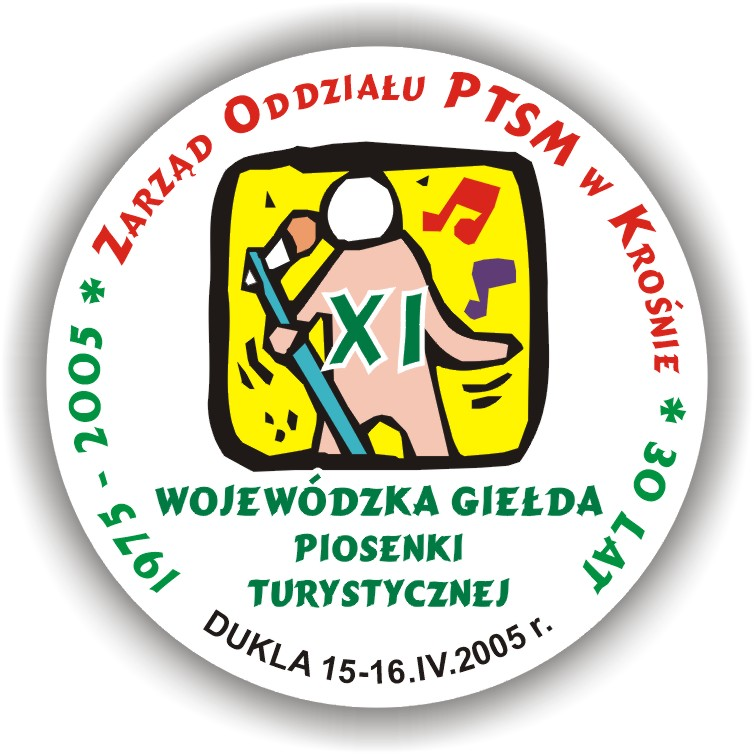 1975 - 2005 * ZARZĄD ODDZIAŁU PTSM W KROŚNIE * 30 LAT
XI
WOJEWÓDZKA GIEŁDA
PIOSENKI
TURYSTYCZNEJ
DUKLA 15-16.IV.2005 r.